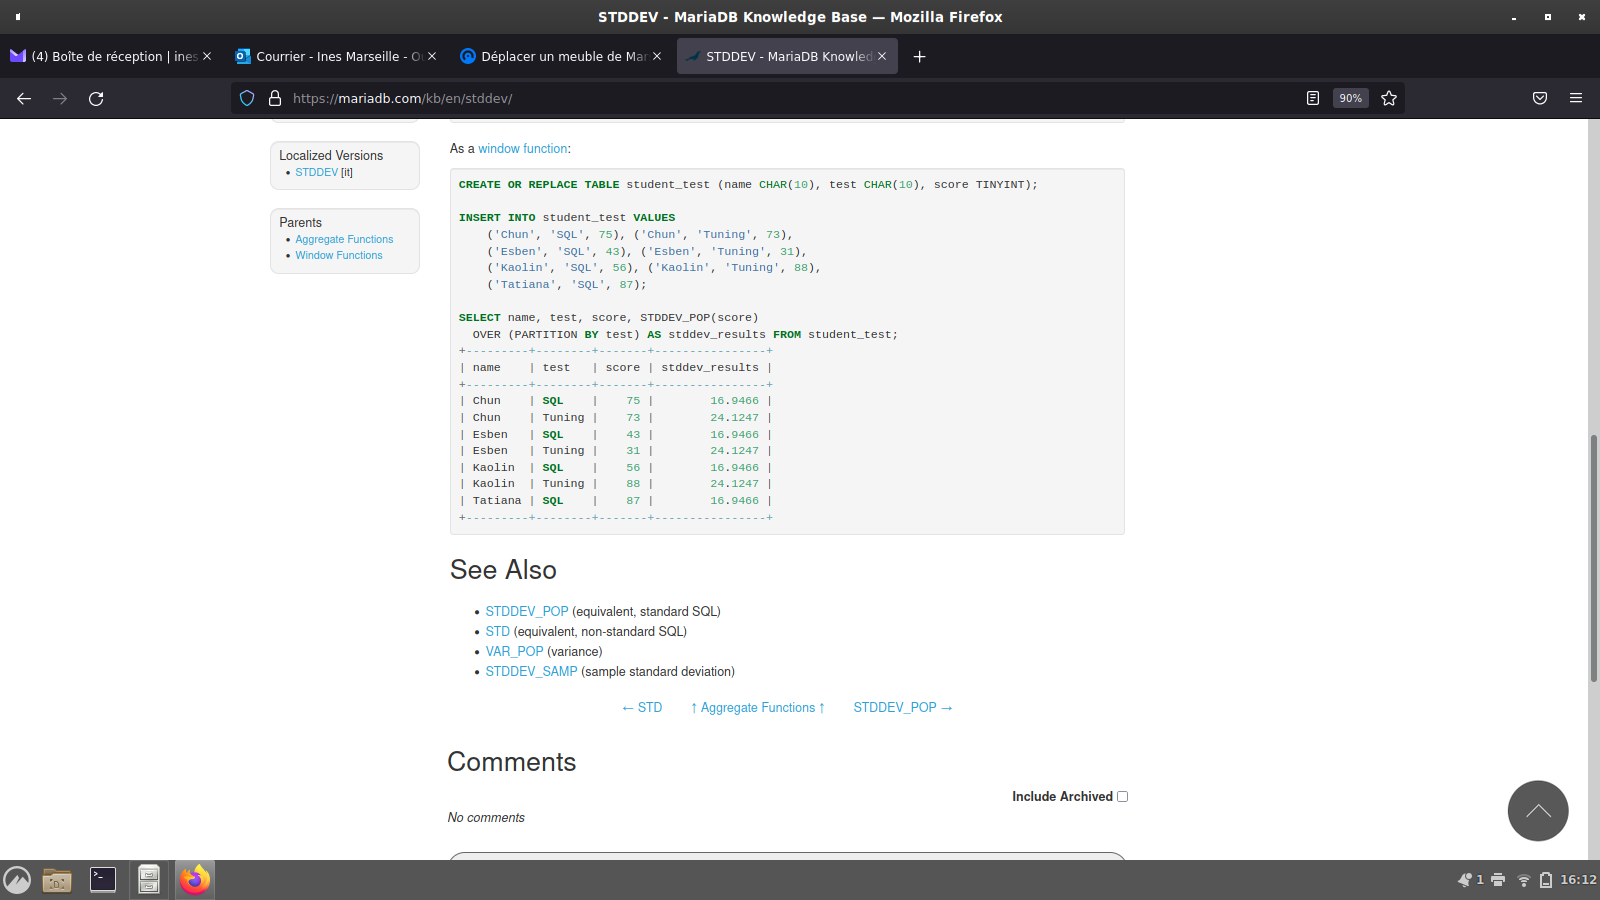 STDDEV - MariaDB Knowledge Base — Mozilla Firefox
(4) Boîte de réception | ines
Courrier - Ines Marseille - O
Déplacer un meuble de Mar
STDDEV - MariaDB Knowled
https://mariadb.com/kb/en/stddev/
90%
Localized Versions
STDDEV [it]
Parents
Aggregate Functions
Window Functions
As a window function:
CREATE OR REPLACE TABLE student_test (name CHAR(10), test CHAR(10), score TINYINT);
INSERT INTO student_test VALUES
('Chun', 'SQL', 75), ('Chun', 'Tuning', 73),
('Esben', 'SQL', 43), ('Esben', 'Tuning', 31),
('Kaolin', 'SQL', 56), ('Kaolin', 'Tuning', 88),
('Tatiana', 'SQL', 87);
SELECT name, test, score, STDDEV_POP(score)
OVER (PARTITION BY test) AS stddev_results FROM student_test;
+---------+--------+-------+----------------+
| name    | test   | score | stddev_results |
+---------+--------+-------+----------------+
| Chun    | SQL    |    75 |        16.9466 |
| Chun    | Tuning |    73 |        24.1247 |
| Esben   | SQL    |    43 |        16.9466 |
| Esben   | Tuning |    31 |        24.1247 |
| Kaolin  | SQL    |    56 |        16.9466 |
| Kaolin  | Tuning |    88 |        24.1247 |
| Tatiana | SQL    |    87 |        16.9466 |
+---------+--------+-------+----------------+
See Also
• STDDEV_POP (equivalent, standard SQL)
• STD (equivalent, non-standard SQL)
• VAR_POP (variance)
• STDDEV_SAMP (sample standard deviation)
← STD ↑ Aggregate Functions ↑ STDDEV_POP →
Comments
Include Archived
No comments
1
16:12